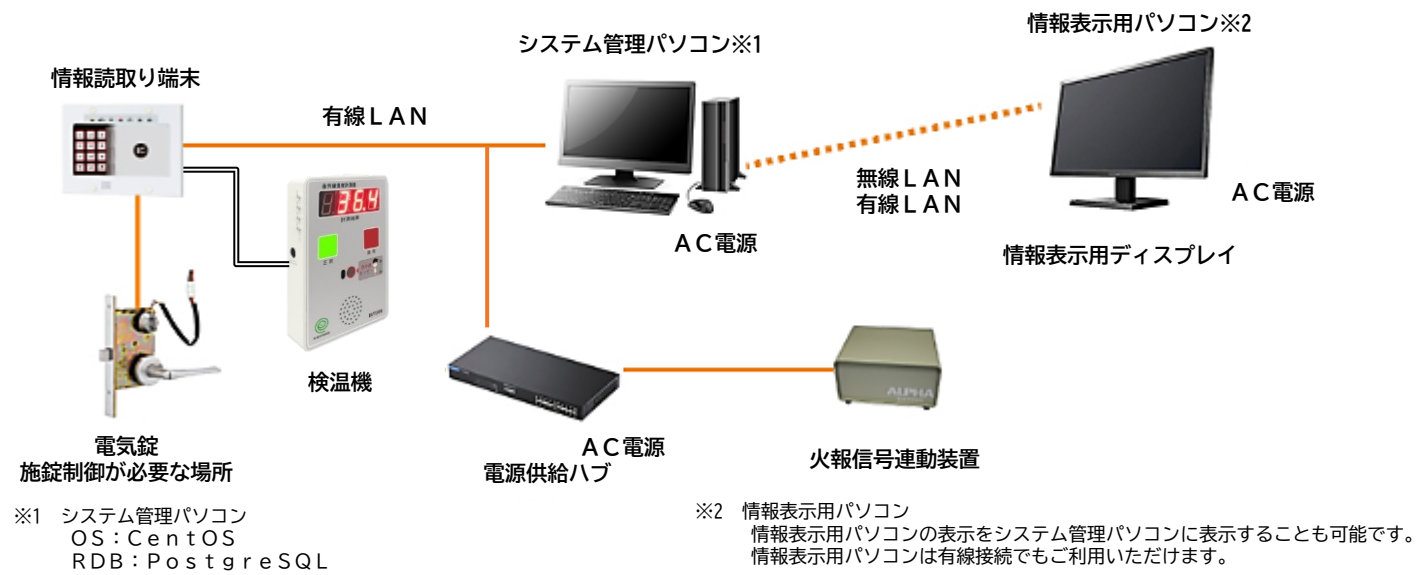 情報表示用パソコン※2
システム管理パソコン※1
情報読取り端末
有線ＬＡＮ
36.4
無線ＬＡＮ
有線ＬＡＮ
ＡＣ電源
ＡＣ電源
情報表示用ディスプレイ
検温機
ALPHA
電気錠
施錠制御が必要な場所
ＡＣ電源
電源供給ハブ
火報信号連動装置
※1　システム管理パソコン
ＯＳ：ＣｅｎｔＯＳ
ＲＤＢ：ＰｏｓｔｇｒｅＳＱＬ
※2　情報表示用パソコン
情報表示用パソコンの表示をシステム管理パソコンに表示することも可能です。
情報表示用パソコンは有線接続でもご利用いただけます。